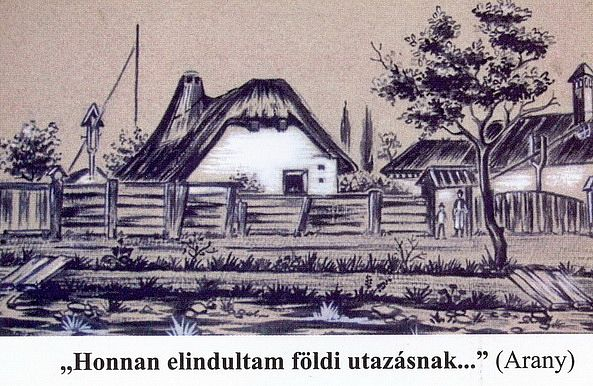 „Honnan elindultam földi utazásnak...” (Arany)